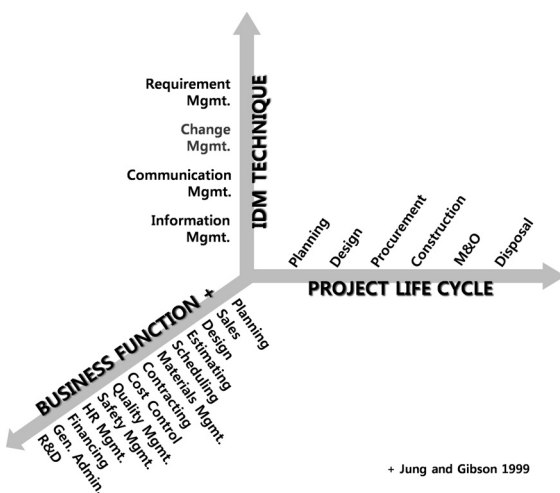 Requirement
Mgmt.
Change
Mgmt.
Communication
Mgmt.
Information
Mgmt.
IDM TECHNIQUE
Planning
Design
Procurement
Construction
M&O
Disposal
PROJECT LIFE CYCLE
BUSINESS FUNCTION +
Planning
Sales
Design
Estimating
Scheduling
Materials Mgmt.
Contracting
Cost Control
Quality Mgmt.
Safety Mgmt.
HR Mgmt.
Financing
Gen. Admin.
R&D
+ Jung and Gibson 1999